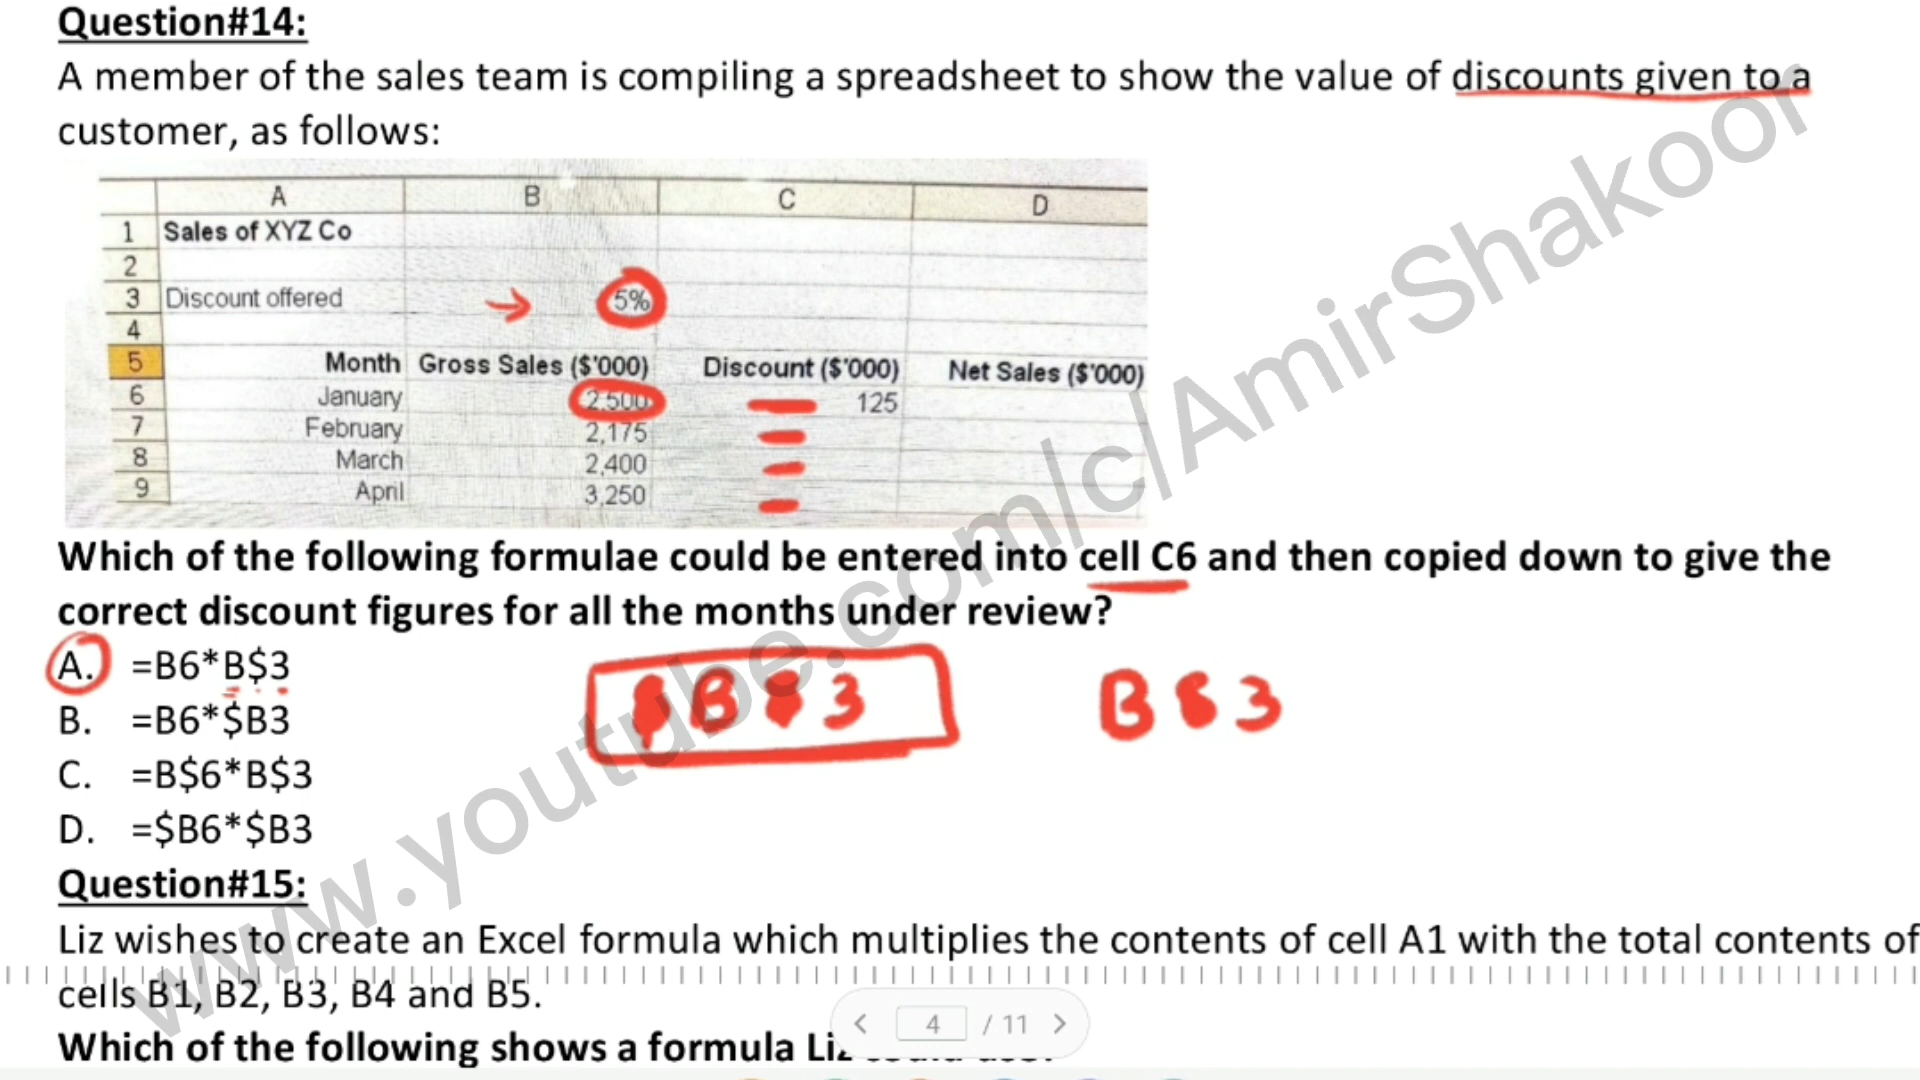 Question#14:
A member of the sales team is compiling a spreadsheet to show the value of discounts given to a
customer, as follows:
A B C D
1 Sales of XYZ Co
2
3 Discount offered 5%
4
5 Month Gross Sales ($'000) Discount ($'000) Net Sales ($'000)
6 January 2,500 125
7 February 2,175
8 March 2,400
9 April 3,250
Which of the following formulae could be entered into cell C6 and then copied down to give the
correct discount figures for all the months under review?
A. =B6*B$3
B. =B6*$B3
C. =B$6*B$3
D. =$B6*$B3
$B$3 B$3
Question#15:
Liz wishes to create an Excel formula which multiplies the contents of cell A1 with the total contents of
cells B1, B2, B3, B4 and B5.
Which of the following shows a formula Liz
4 / 11
www.youtube.com/c/AmirShakoor